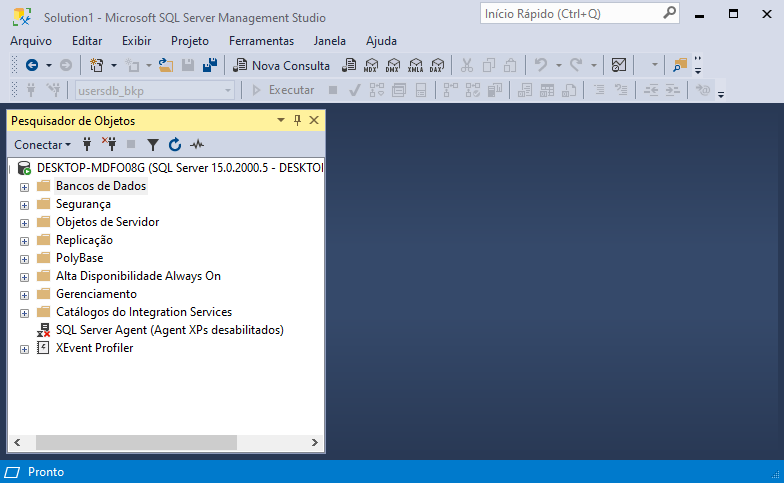 Solution1 - Microsoft SQL Server Management Studio
Início Rápido (Ctrl+Q)
Arquivo Editar Exibir Projeto Ferramentas Janela Ajuda
Nova Consulta MDX DMX XMLA DAX
usersdb_bkp Executar
Pesquisador de Objetos
Conectar
DESKTOP-MDFO08G (SQL Server 15.0.2000.5 - DESKTO
Bancos de Dados
Segurança
Objetos de Servidor
Replicação
PolyBase
Alta Disponibilidade Always On
Gerenciamento
Catálogos do Integration Services
SQL Server Agent (Agent XPs desabilitados)
XEvent Profiler
Pronto